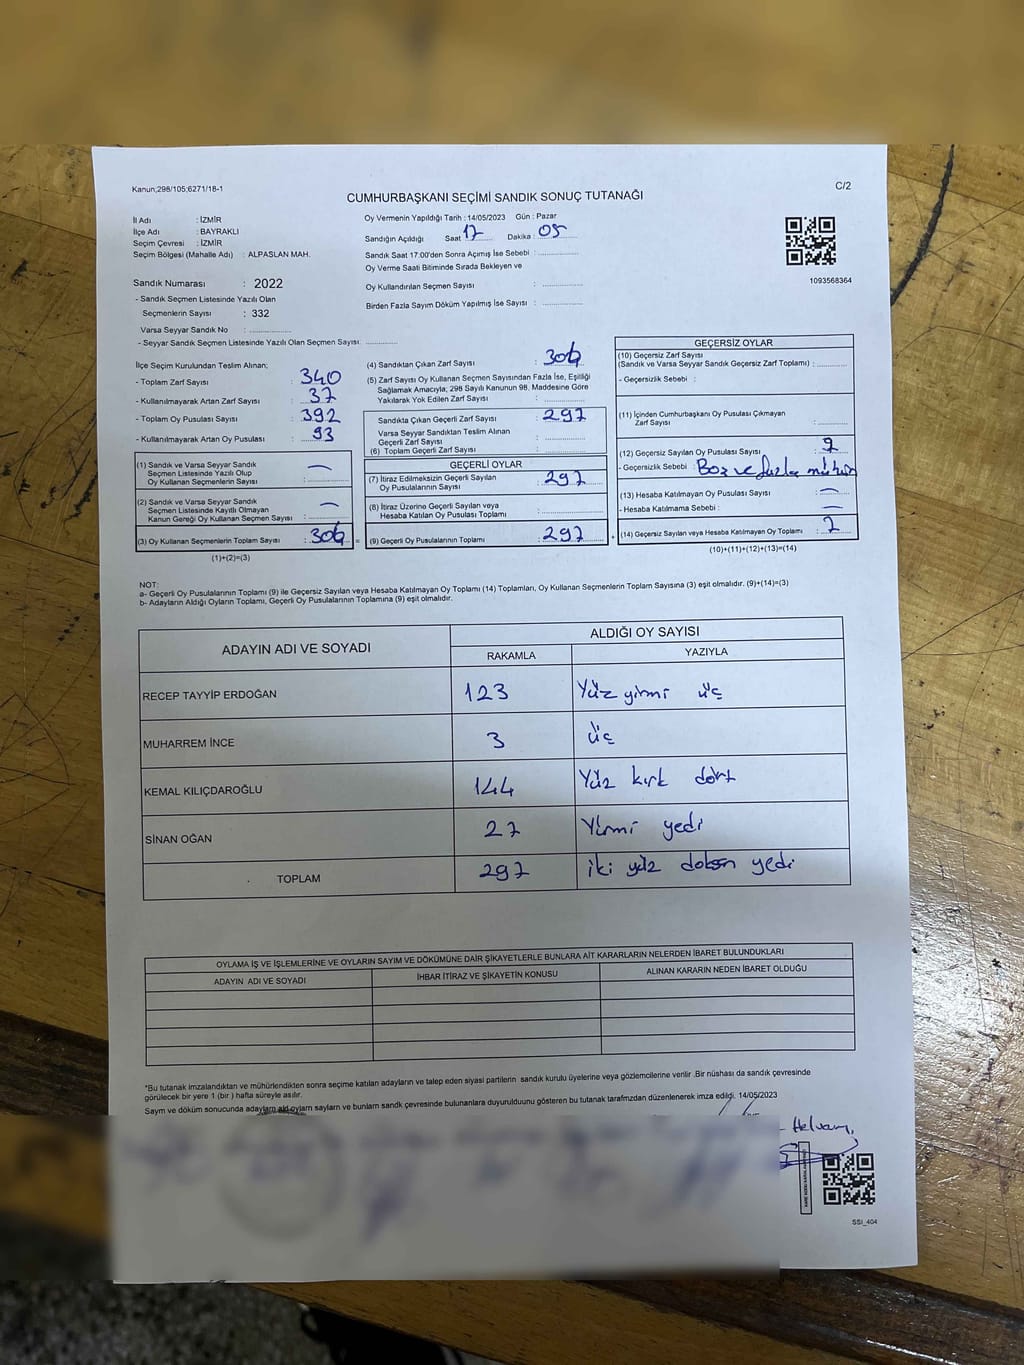 Kanun;298/105;6271/18-1
C/2
CUMHURBAŞKANI SEÇİMİ SANDIK SONUÇ TUTANAĞI
İl Adı : İZMİR
İlçe Adı : BAYRAKLI
Seçim Çevresi : İZMİR
Seçim Bölgesi (Mahalle Adı) : ALPASLAN MAH.
Sandık Numarası : 2022
- Sandık Seçmen Listesinde Yazılı Olan
Seçmenlerin Sayısı : 332
Varsa Seyyar Sandık No :
- Seyyar Sandık Seçmen Listesinde Yazılı Olan Seçmen Sayısı:
Oy Vermenin Yapıldığı Tarih : 14/05/2023 Gün : Pazar
Sandığın Açıldığı Saat 17 Dakika : 05
Sandık Saat 17.00'den Sonra Açımış İse Sebebi :
Oy Verme Saati Bitiminde Sırada Bekleyen ve
Oy Kullandırılan Seçmen Sayısı :
Birden Fazla Sayım Döküm Yapılmış İse Sayısı :
1093568364
İlçe Seçim Kurulundan Teslim Alınan;
- Toplam Zarf Sayısı : 340
- Kullanılmayarak Artan Zarf Sayısı : 37
- Toplam Oy Pusulası Sayısı : 392
- Kullanılmayarak Artan Oy Pusulası : 93
(1) Sandık ve Varsa Seyyar Sandık
Seçmen Listesinde Yazılı Olup
Oy Kullanan Seçmenlerin Sayısı : —
(2) Sandık ve Varsa Seyyar Sandık
Seçmen Listesinde Kayıtlı Olmayan
Kanun Gereği Oy Kullanan Seçmen Sayısı : —
(3) Oy Kullanan Seçmenlerin Toplam Sayısı : 304 =
(1)+(2)=(3)
(4) Sandıktan Çıkan Zarf Sayısı : 304
(5) Zarf Sayısı Oy Kullanan Seçmen Sayısından Fazla İse, Eşitliği
Sağlamak Amacıyla; 298 Sayılı Kanunun 98. Maddesine Göre
Yakılarak Yok Edilen Zarf Sayısı :
Sandıkta Çıkan Geçerli Zarf Sayısı : 297
Varsa Seyyar Sandıktan Teslim Alınan
Geçerli Zarf Sayısı :
(6) Toplam Geçerli Zarf Sayısı :
GEÇERLİ OYLAR
(7) İtiraz Edilmeksizin Geçerli Sayılan
Oy Pusulalarının Sayısı : 297
(8) İtiraz Üzerine Geçerli Sayılan veya
Hesaba Katılan Oy Pusulası Toplamı :
(9) Geçerli Oy Pusulalarının Toplamı : 297 +
GEÇERSİZ OYLAR
(10) Geçersiz Zarf Sayısı
(Sandık ve Varsa Seyyar Sandık Geçersiz Zarf Toplamı) :
- Geçersizlik Sebebi :
(11) İçinden Cumhurbaşkanı Oy Pusulası Çıkmayan
Zarf Sayısı :
(12) Geçersiz Sayılan Oy Pusulası Sayısı : 7
- Geçersizlik Sebebi : Boş ve fazla mühür
(13) Hesaba Katılmayan Oy Pusulası Sayısı : —
- Hesaba Katılmama Sebebi : —
(14) Geçersiz Sayılan veya Hesaba Katılmayan Oy Toplamı : 7
(10)+(11)+(12)+(13)=(14)
NOT:
a- Geçerli Oy Pusulalarının Toplamı (9) ile Geçersiz Sayılan veya Hesaba Katılmayan Oy Toplamı (14) Toplamları, Oy Kullanan Seçmenlerin Toplam Sayısına (3) eşit olmalıdır. (9)+(14)=(3)
b- Adayların Aldığı Oyların Toplamı, Geçerli Oy Pusulalarının Toplamına (9) eşit olmalıdır.
ADAYIN ADI VE SOYADI
ALDIĞI OY SAYISI
RAKAMLA YAZIYLA
RECEP TAYYİP ERDOĞAN 123 Yüz yirmi üç
MUHARREM İNCE 3 üç
KEMAL KILIÇDAROĞLU 144 Yüz kırk dört
SİNAN OĞAN 27 Yirmi yedi
TOPLAM 297 iki yüz doksan yedi
OYLAMA İŞ VE İŞLEMLERİNE VE OYLARIN SAYIM VE DÖKÜMÜNE DAİR ŞİKAYETLERLE BUNLARA AİT KARARLARIN NELERDEN İBARET BULUNDUKLARI
ADAYIN ADI VE SOYADI İHBAR İTİRAZ VE ŞİKAYETİN KONUSU ALINAN KARARIN NEDEN İBARET OLDUĞU
*Bu tutanak imzalandıktan ve mühürlendikten sonra seçime katılan adayların ve talep eden siyasi partilerin sandık kurulu üyelerine veya gözlemcilerine verilir .Bir nüshası da sandık çevresinde
görülecek bir yere 1 (bir ) hafta süreyle asılır.
Sayım ve döküm sonucunda adayların aldı oyların sayların ve bunların sandk çevresinde bulunanlara duyurulduunu gösteren bu tutanak tarafmzdan düzenlenerek imza edildi. 14/05/2023
SSI_404